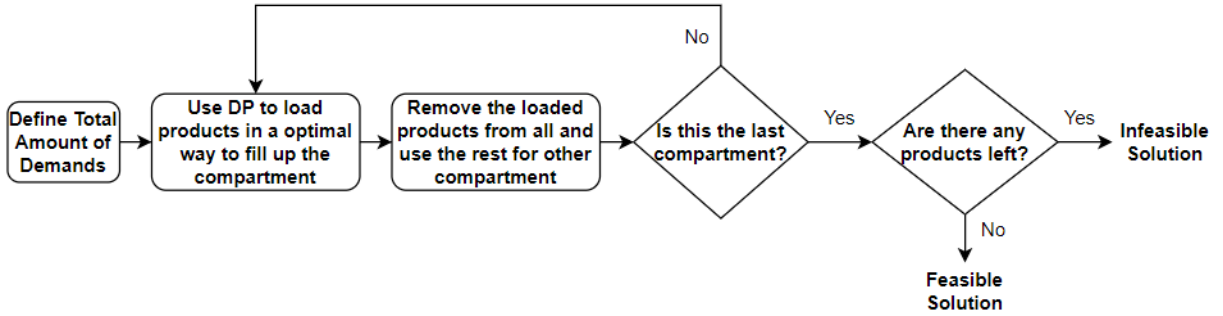 Define Total
Amount of
Demands
Use DP to load
products in a optimal
way to fill up the
compartment
Remove the loaded
products from all and
use the rest for other
compartment
No
Is this the last
compartment?
Yes
Are there any
products left?
Yes
Infeasible
Solution
No
Feasible
Solution